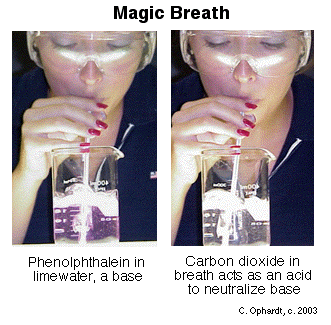 Magic Breath
Phenolphthalein in
limewater, a base
Carbon dioxide in
breath acts as an acid
to neutralize base
C. Ophardt, c. 2003